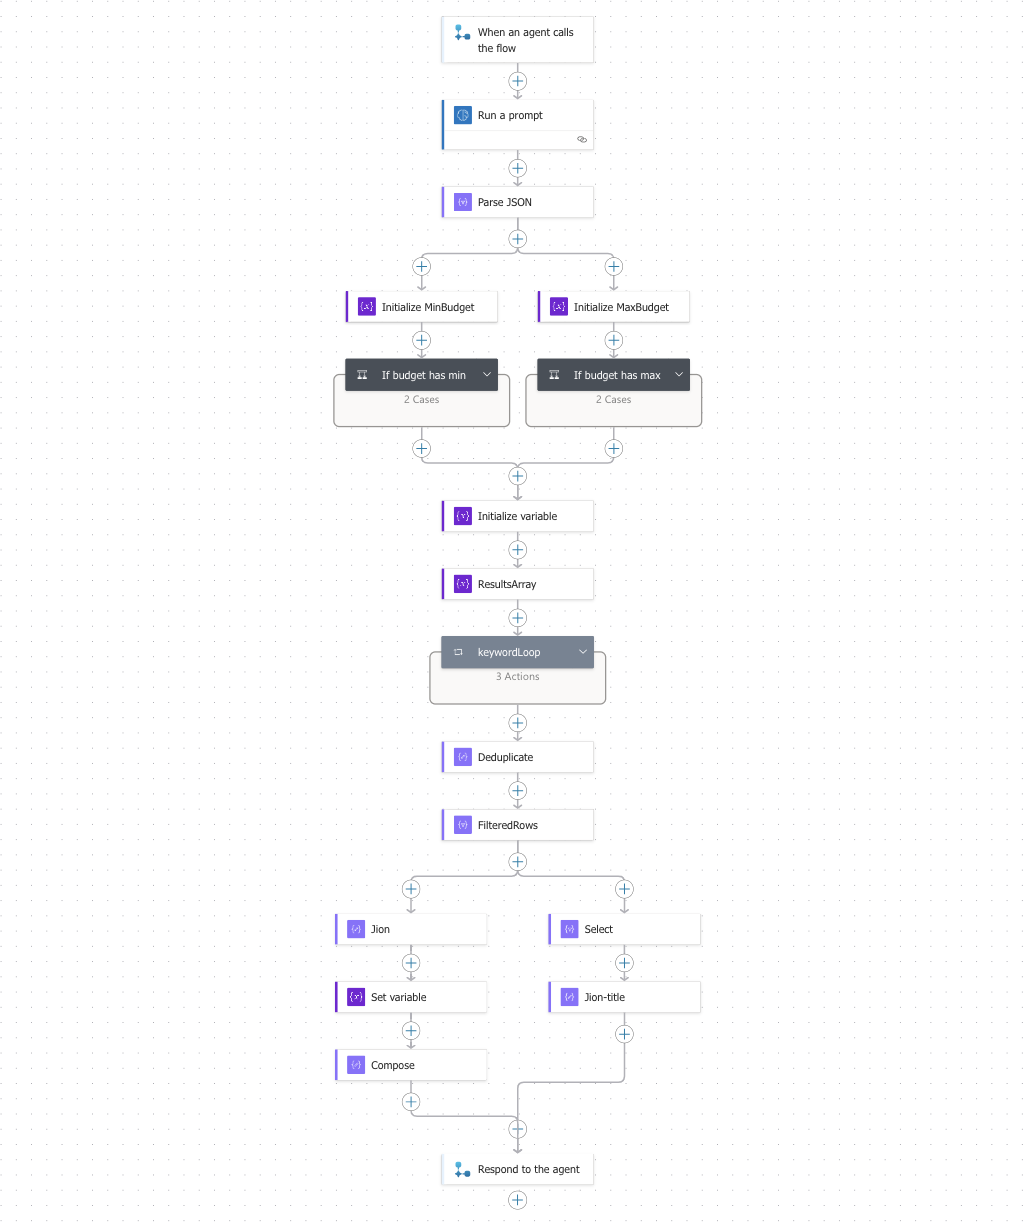 When an agent calls
the flow
Run a prompt
Parse JSON
Initialize MinBudget
Initialize MaxBudget
If budget has min
If budget has max
2 Cases
2 Cases
Initialize variable
ResultsArray
keywordLoop
3 Actions
Deduplicate
FilteredRows
Jion
Select
Set variable
Jion-title
Compose
Respond to the agent